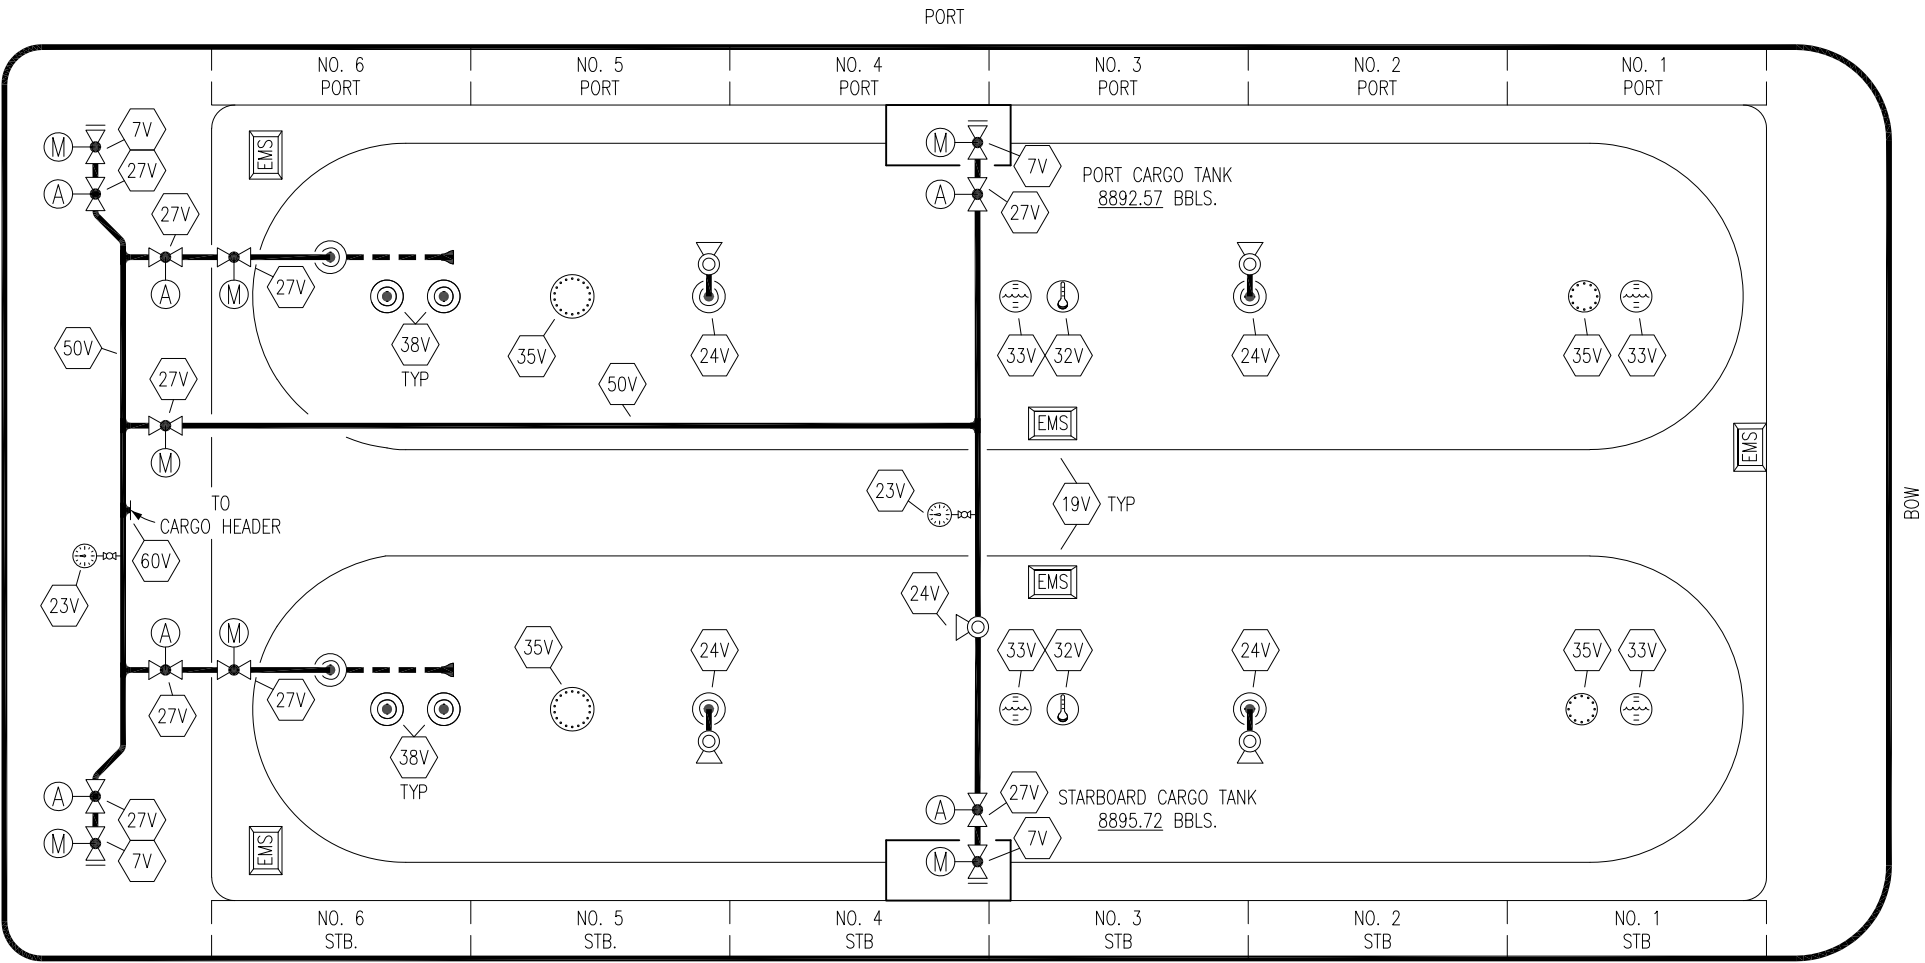 PORT
NO. 6
PORT
NO. 5
PORT
NO. 4
PORT
NO. 3
PORT
NO. 2
PORT
NO. 1
PORT
M
7V
27V
A
EMS
M
7V
A
27V
PORT CARGO TANK
8892.57 BBLS.
27V
A
M
27V
50V
38V
TYP
35V
24V
50V
33V
32V
24V
35V
33V
27V
M
EMS
EMS
TO
CARGO HEADER
60V
23V
23V
19V
TYP
BOW
EMS
24V
A
M
27V
27V
38V
TYP
35V
24V
33V
32V
24V
35V
33V
A
27V
M
7V
EMS
A
27V
M
7V
STARBOARD CARGO TANK
8895.72 BBLS.
NO. 6
STB.
NO. 5
STB.
NO. 4
STB
NO. 3
STB
NO. 2
STB
NO. 1
STB